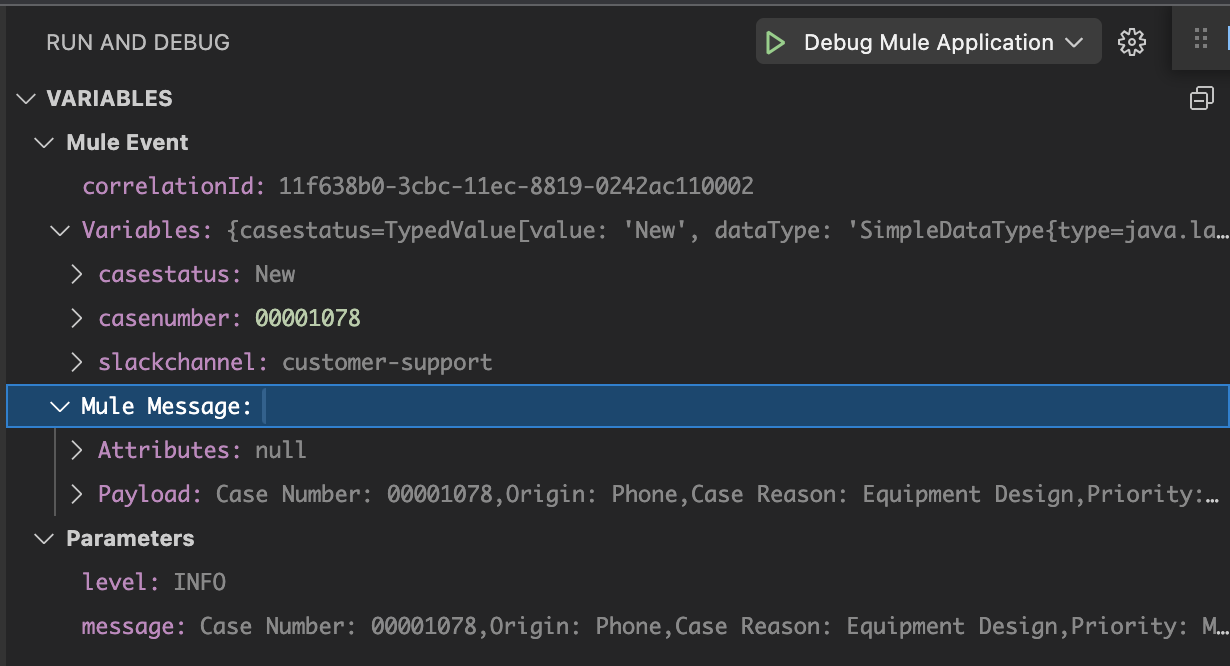 RUN AND DEBUG
Debug Mule Application
VARIABLES
Mule Event
correlationId: 11f638b0-3cbc-11ec-8819-0242ac110002
Variables: {casestatus=TypedValue[value: 'New', dataType: 'SimpleDataType{type=java.la…
casestatus: New
casenumber: 00001078
slackchannel: customer-support
Mule Message:
Attributes: null
Payload: Case Number: 00001078,Origin: Phone,Case Reason: Equipment Design,Priority:…
Parameters
level: INFO
message: Case Number: 00001078,Origin: Phone,Case Reason: Equipment Design,Priority: M…